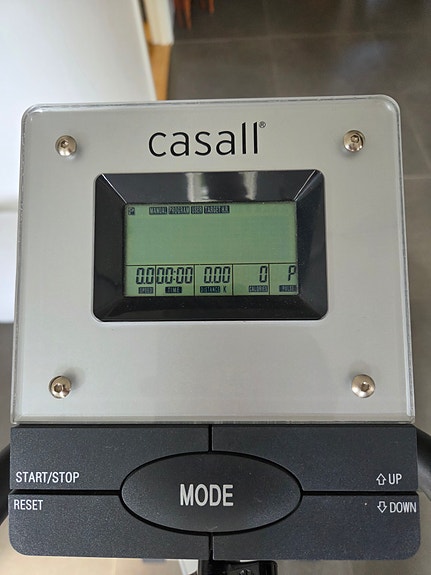 casall®
MANUAL PROGRAM USER TARGET H.R.
0.0 00:00 0.00 0 P
SPEED TIME DISTANCE K CALORIES PULSE
START/STOP
UP
RESET
MODE
DOWN